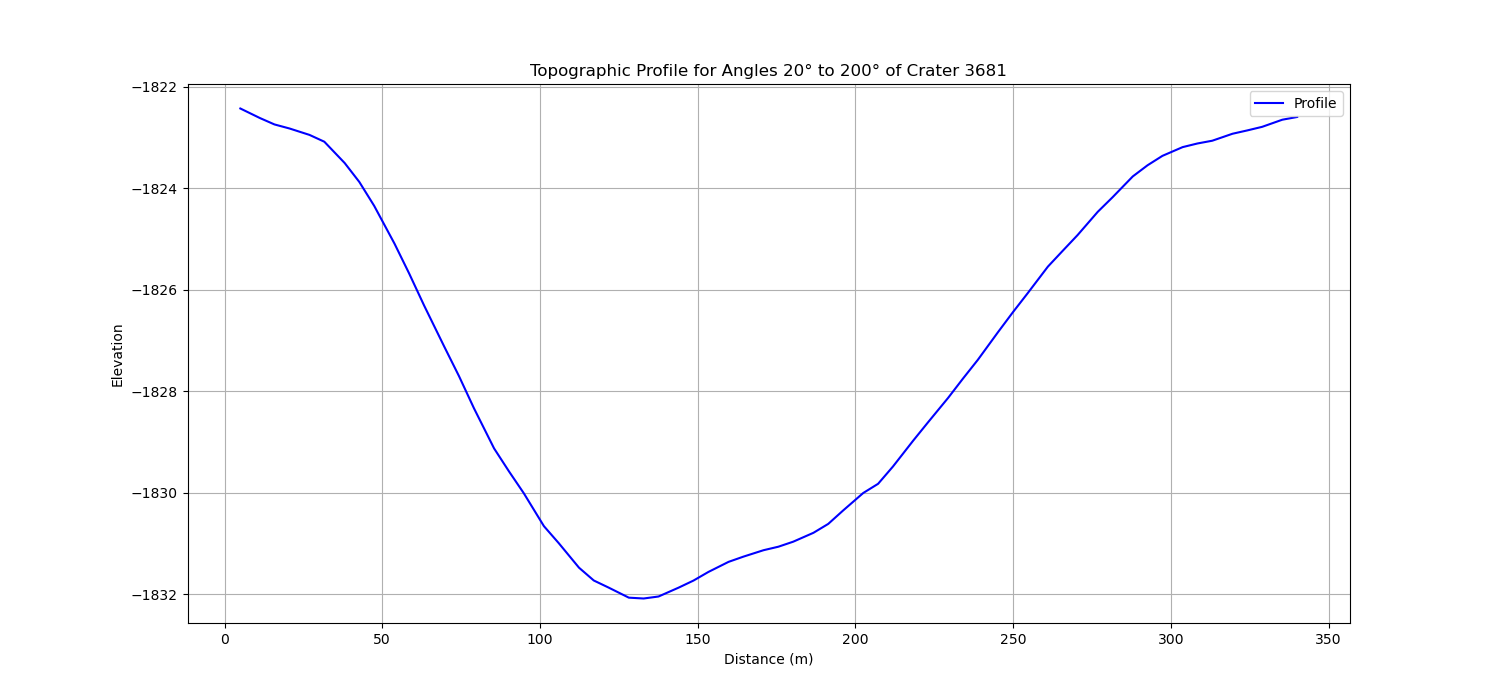 Topographic Profile for Angles 20° to 200° of Crater 3681
Profile
−1822
−1824
−1826
−1828
−1830
−1832
Elevation
0 50 100 150 200 250 300 350
Distance (m)